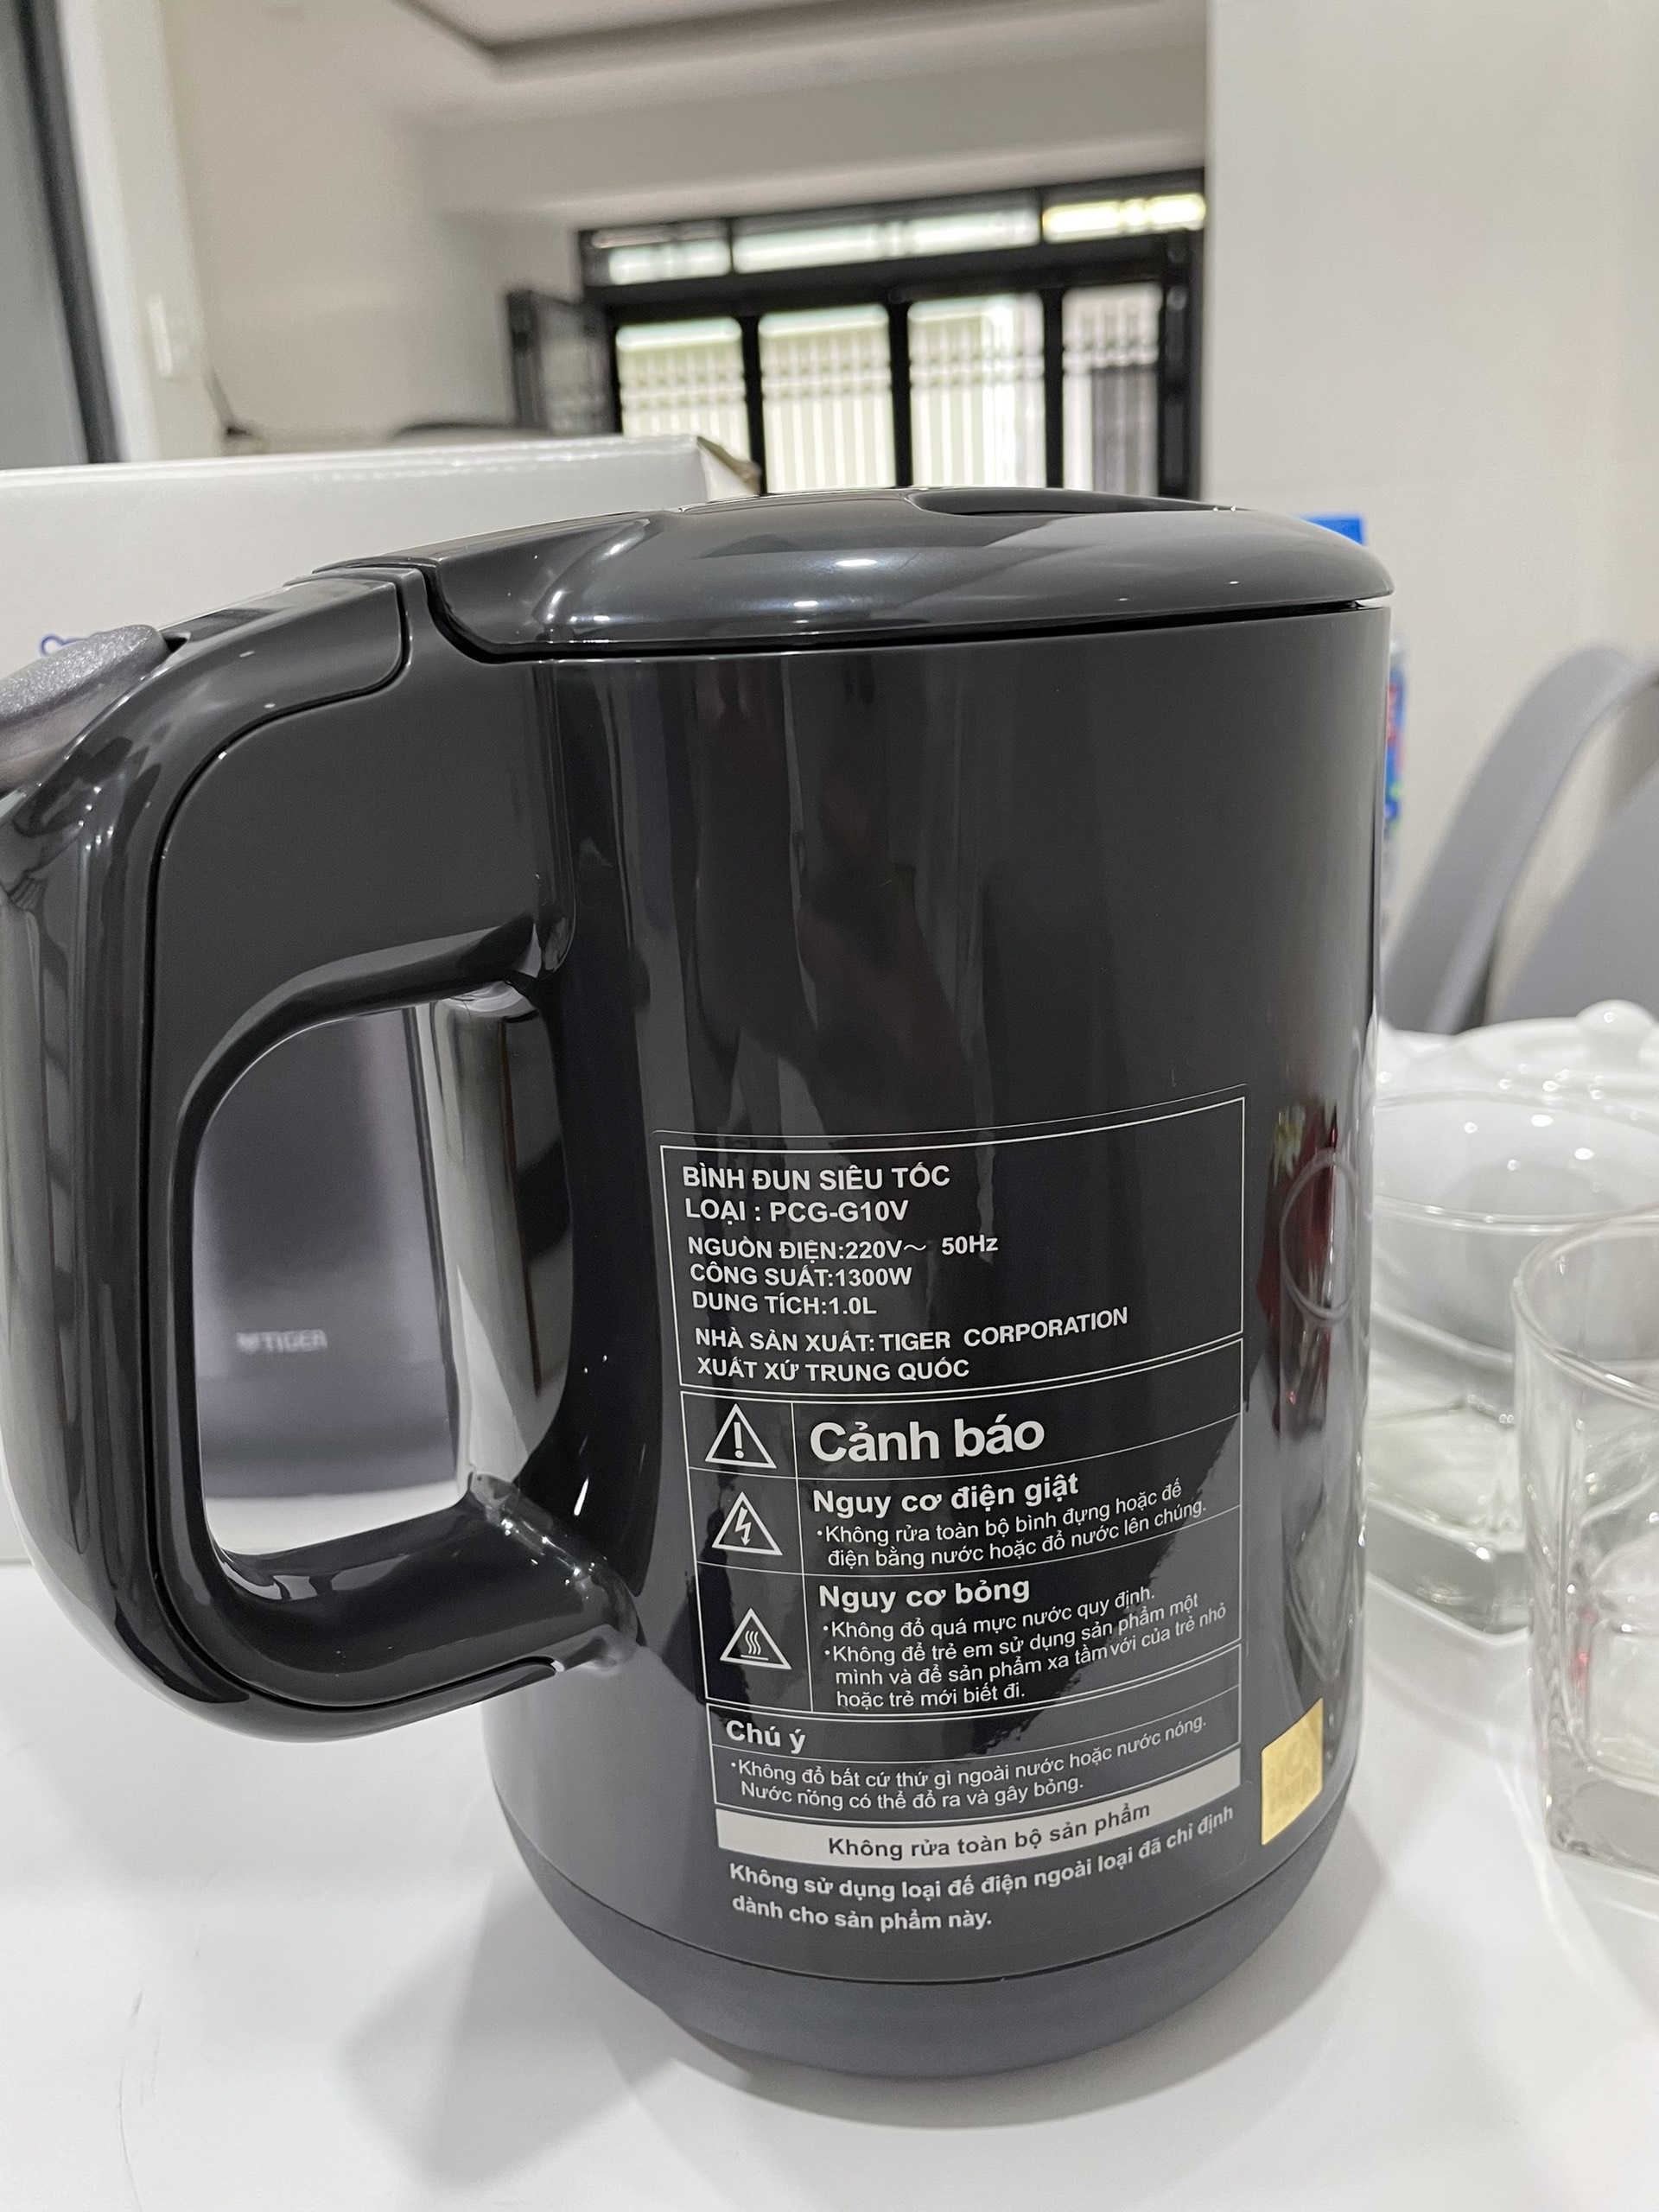 TIGER
BÌNH ĐUN SIÊU TỐC
LOẠI : PCG-G10V
NGUỒN ĐIỆN:220V～ 50Hz
CÔNG SUẤT:1300W
DUNG TÍCH:1.0L
NHÀ SẢN XUẤT: TIGER CORPORATION
XUẤT XỨ TRUNG QUỐC
Cảnh báo
Nguy cơ điện giật
•Không rửa toàn bộ bình đựng hoặc đế
điện bằng nước hoặc đổ nước lên chúng.
Nguy cơ bỏng
•Không đổ quá mực nước quy định.
•Không để trẻ em sử dụng sản phẩm một
mình và để sản phẩm xa tầm với của trẻ nhỏ
hoặc trẻ mới biết đi.
Chú ý
•Không đổ bất cứ thứ gì ngoài nước hoặc nước nóng.
Nước nóng có thể đổ ra và gây bỏng.
Không rửa toàn bộ sản phẩm
Không sử dụng loại đế điện ngoài loại đã chỉ định
dành cho sản phẩm này.